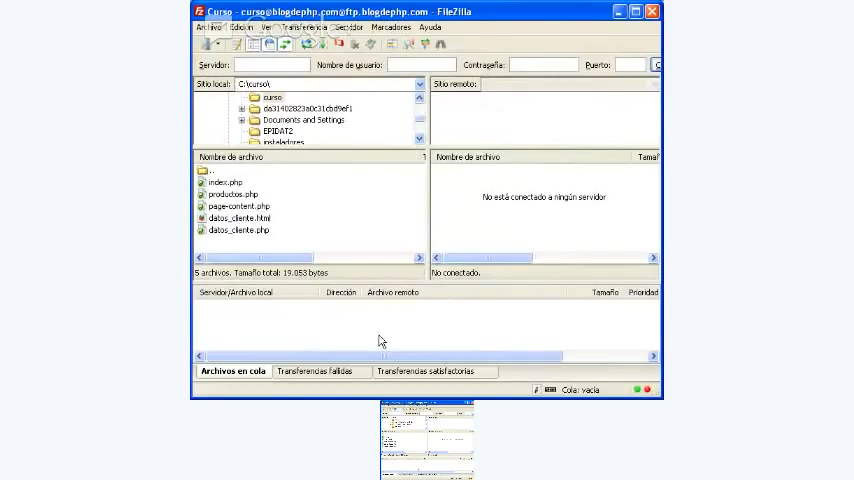 Curso - curso@blogdephp.com@ftp.blogdephp.com - FileZilla
Archivo Edición Ver Transferencia Servidor Marcadores Ayuda
Google
Servidor: Nombre de usuario: Contraseña: Puerto:
Sitio local: C:\curso\ Sitio remoto:
curso
Documents and Settings
EPIDAT2
instaladores
Nombre de archivo T Nombre de archivo Tamañ
..
index.php
productos.php
page-content.php
datos_cliente.html
datos_cliente.php
No está conectado a ningún servidor
5 archivos. Tamaño total: 19.053 bytes No conectado.
Servidor/Archivo local Dirección Archivo remoto Tamaño Prioridad
Archivos en cola Transferencias fallidas Transferencias satisfactorias
Cola: vacía